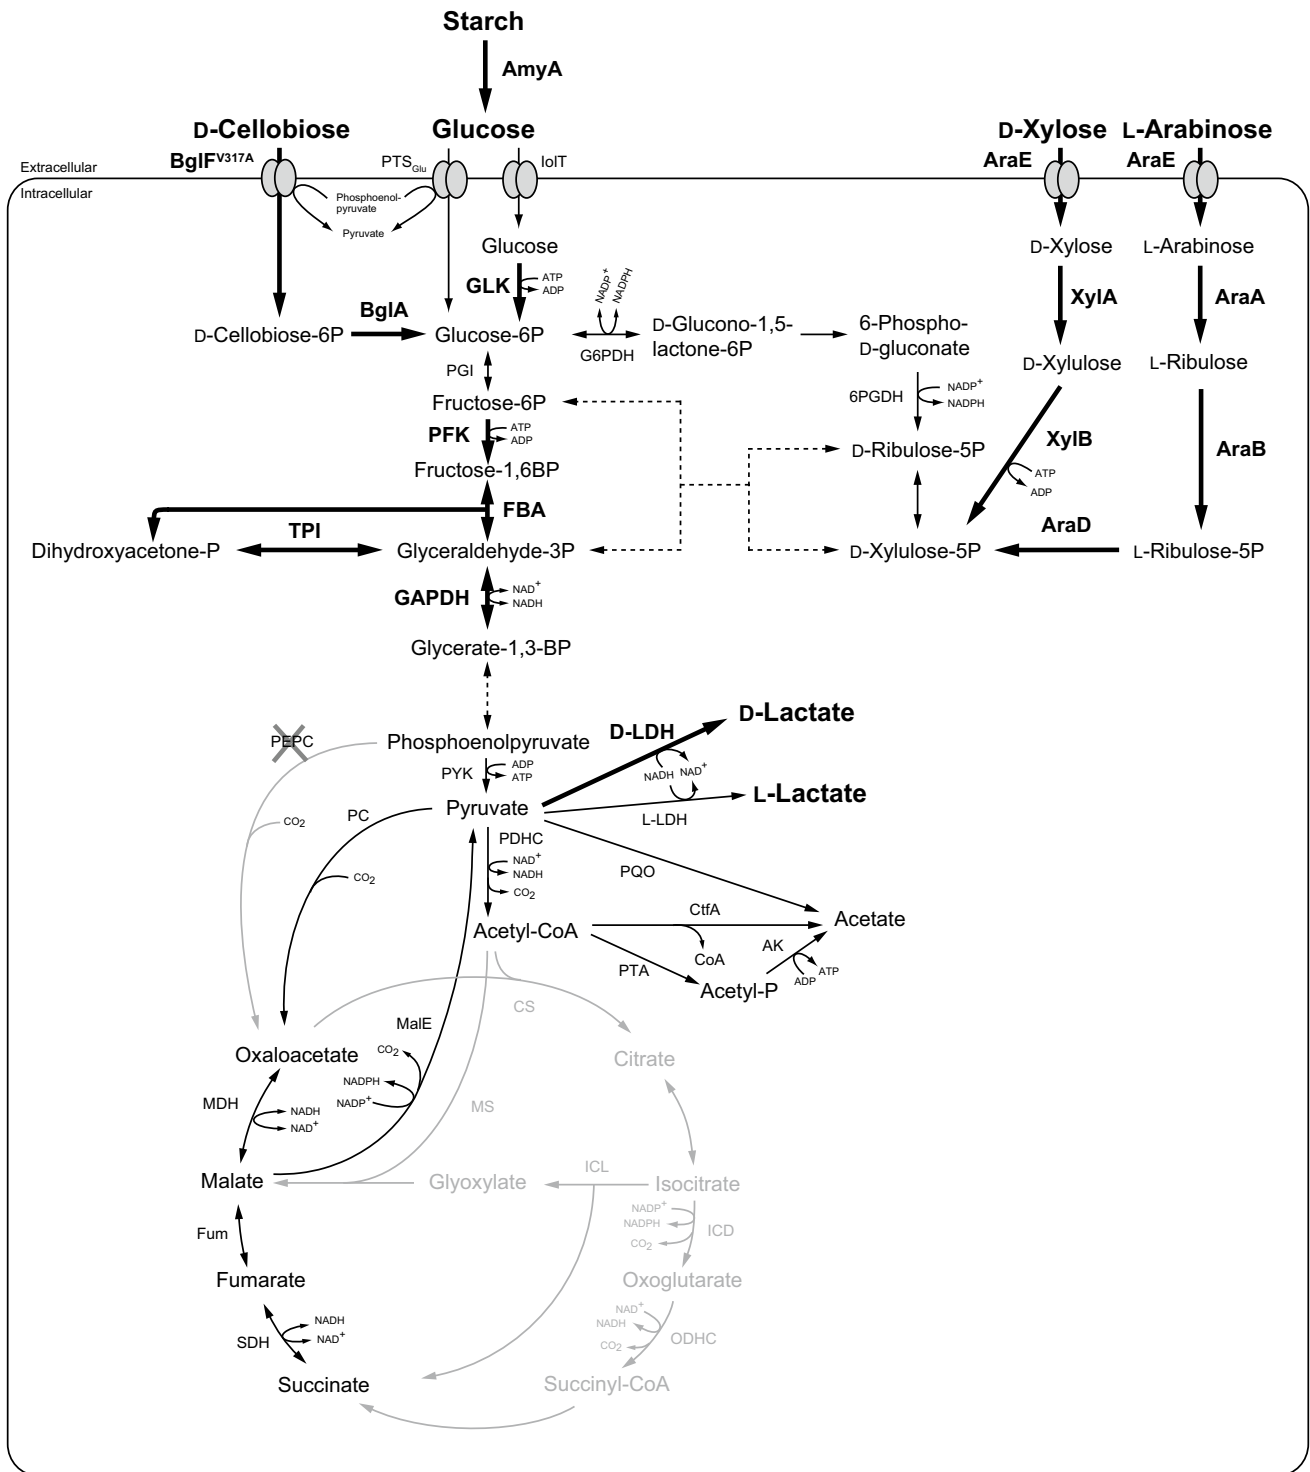 Starch
AmyA
D-Cellobiose
Glucose
D-Xylose
L-Arabinose
BglF^V317A
PTS_Glu
IolT
AraE
AraE
Extracellular
Intracellular
Phosphoenol-
pyruvate
Pyruvate
Glucose
D-Xylose
L-Arabinose
GLK
ATP
ADP
NADP+
NADPH
XylA
AraA
BglA
D-Cellobiose-6P
Glucose-6P
G6PDH
D-Glucono-1,5-
lactone-6P
6-Phospho-
D-gluconate
D-Xylulose
L-Ribulose
PGI
6PGDH
NADP+
NADPH
Fructose-6P
PFK
ATP
ADP
D-Ribulose-5P
XylB
ATP
ADP
AraB
Fructose-1,6BP
FBA
TPI
AraD
Dihydroxyacetone-P
Glyceraldehyde-3P
D-Xylulose-5P
L-Ribulose-5P
GAPDH
NAD+
NADH
Glycerate-1,3-BP
D-Lactate
D-LDH
PEPC
Phosphoenolpyruvate
PYK
ADP
ATP
NADH
NAD+
L-Lactate
L-LDH
Pyruvate
PC
CO2
CO2
PDHC
NAD+
NADH
CO2
PQO
CtfA
Acetate
Acetyl-CoA
CoA
AK
PTA
ADP
ATP
Acetyl-P
CS
MalE
CO2
Oxaloacetate
Citrate
NADPH
NADP+
MDH
NADH
NAD+
MS
Malate
Glyoxylate
ICL
Isocitrate
NADP+
NADPH
CO2
ICD
Fum
Fumarate
Oxoglutarate
NADH
NAD+
SDH
NAD+
NADH
CO2
ODHC
Succinate
Succinyl-CoA